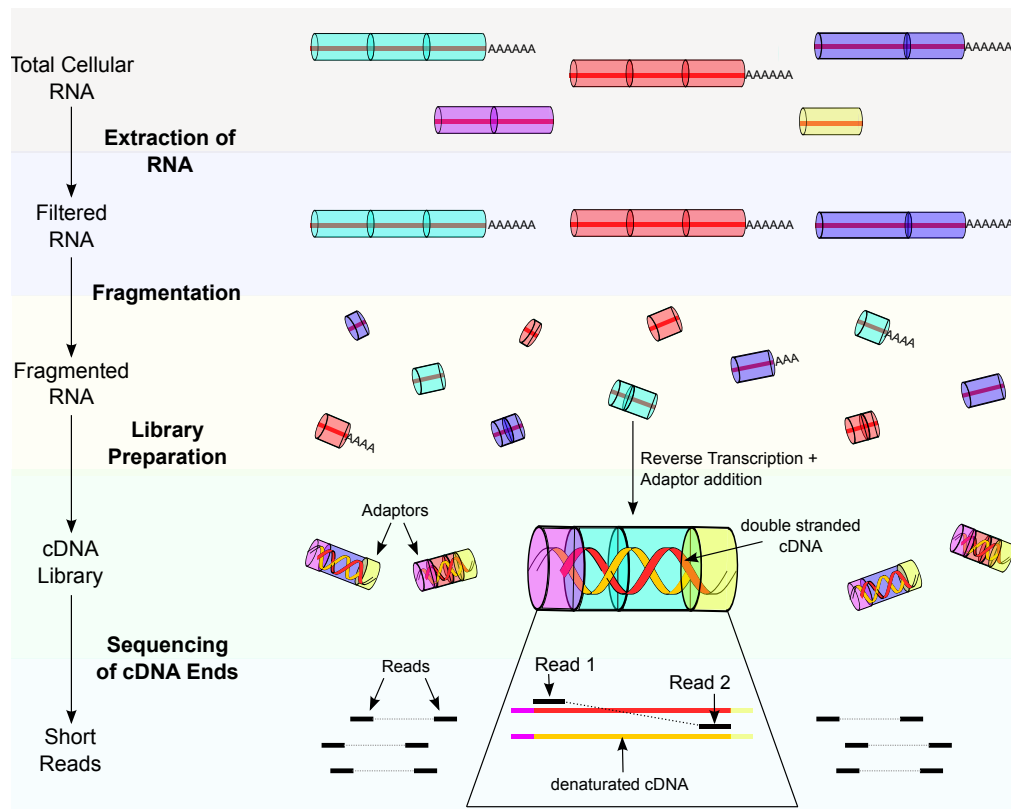 AAAAAA
AAAAAA
AAAAAA
Total Cellular
RNA
Extraction of
RNA
Filtered
RNA
AAAAAA
AAAAAA
AAAAAA
Fragmentation
Fragmented
RNA
AAAA
AAA
AAAA
Library
Preparation
Reverse Transcription +
Adaptor addition
Adaptors
double stranded
cDNA
cDNA
Library
Sequencing
of cDNA Ends
Reads
Read 1
Read 2
Short
Reads
denaturated cDNA